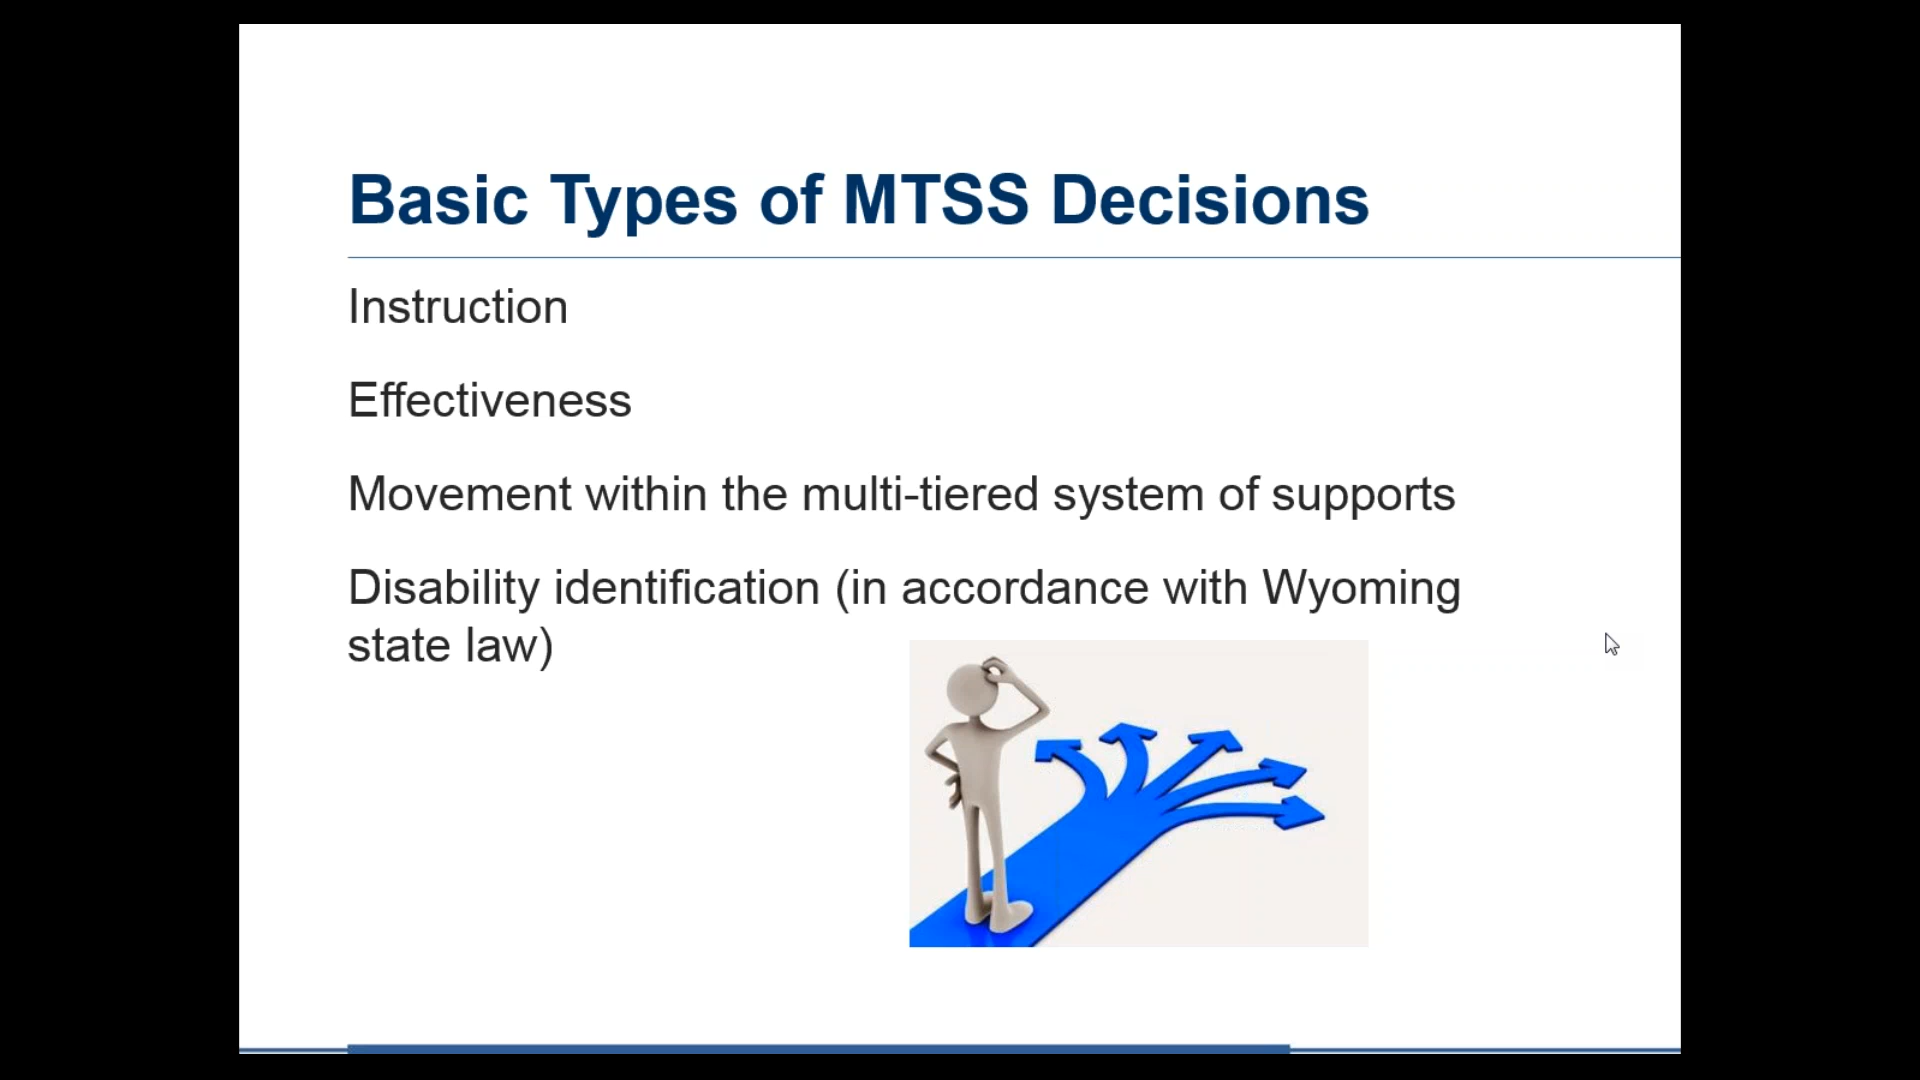 Basic Types of MTSS Decisions
Instruction
Effectiveness
Movement within the multi-tiered system of supports
Disability identification (in accordance with Wyoming
state law)